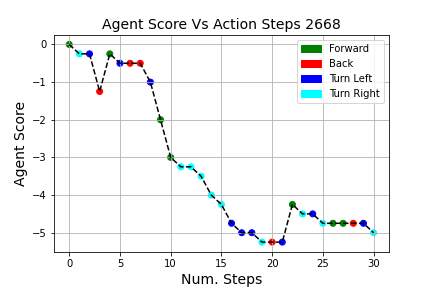 Agent Score Vs Action Steps 2668
Agent Score
0
−1
−2
−3
−4
−5
Forward
Back
Turn Left
Turn Right
0 5 10 15 20 25 30
Num. Steps